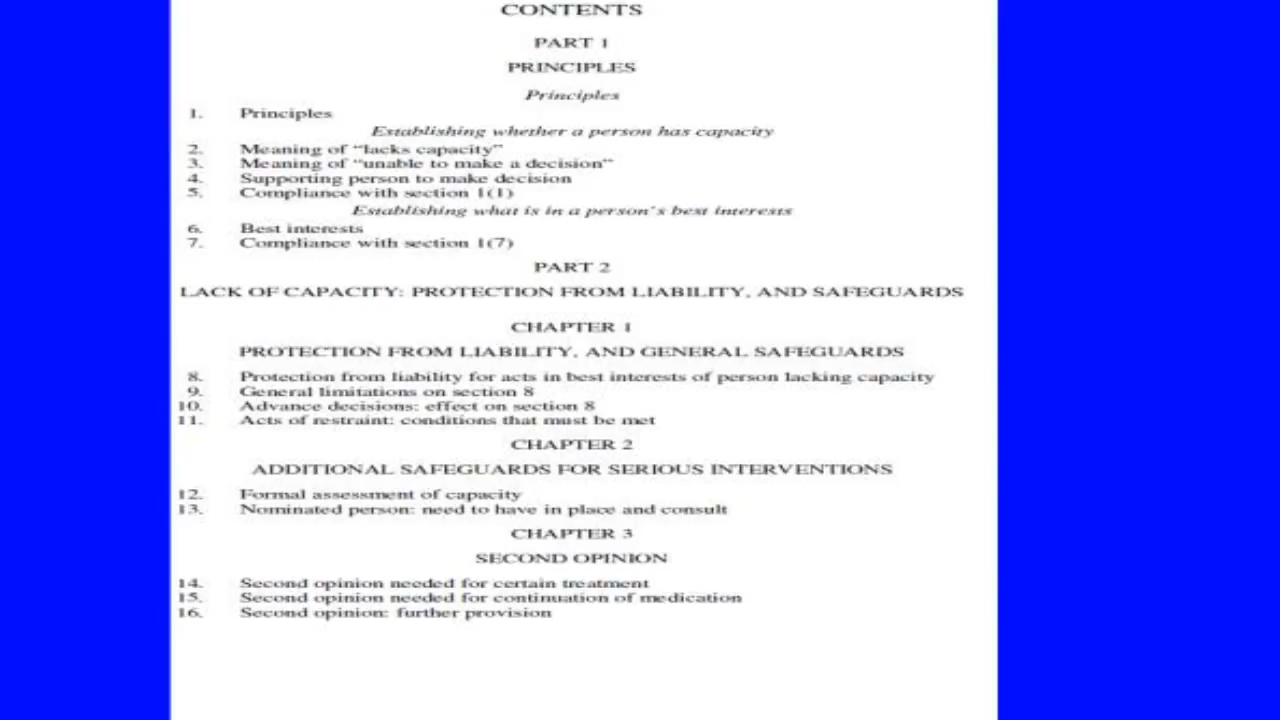 CONTENTS
PART 1
PRINCIPLES
Principles
1. Principles
Establishing whether a person has capacity
2. Meaning of “lacks capacity”
3. Meaning of “unable to make a decision”
4. Supporting person to make decision
5. Compliance with section 1(1)
Establishing what is in a person’s best interests
6. Best interests
7. Compliance with section 1(7)
PART 2
LACK OF CAPACITY: PROTECTION FROM LIABILITY, AND SAFEGUARDS
CHAPTER 1
PROTECTION FROM LIABILITY, AND GENERAL SAFEGUARDS
8. Protection from liability for acts in best interests of person lacking capacity
9. General limitations on section 8
10. Advance decisions: effect on section 8
11. Acts of restraint: conditions that must be met
CHAPTER 2
ADDITIONAL SAFEGUARDS FOR SERIOUS INTERVENTIONS
12. Formal assessment of capacity
13. Nominated person: need to have in place and consult
CHAPTER 3
SECOND OPINION
14. Second opinion needed for certain treatment
15. Second opinion needed for continuation of medication
16. Second opinion: further provision